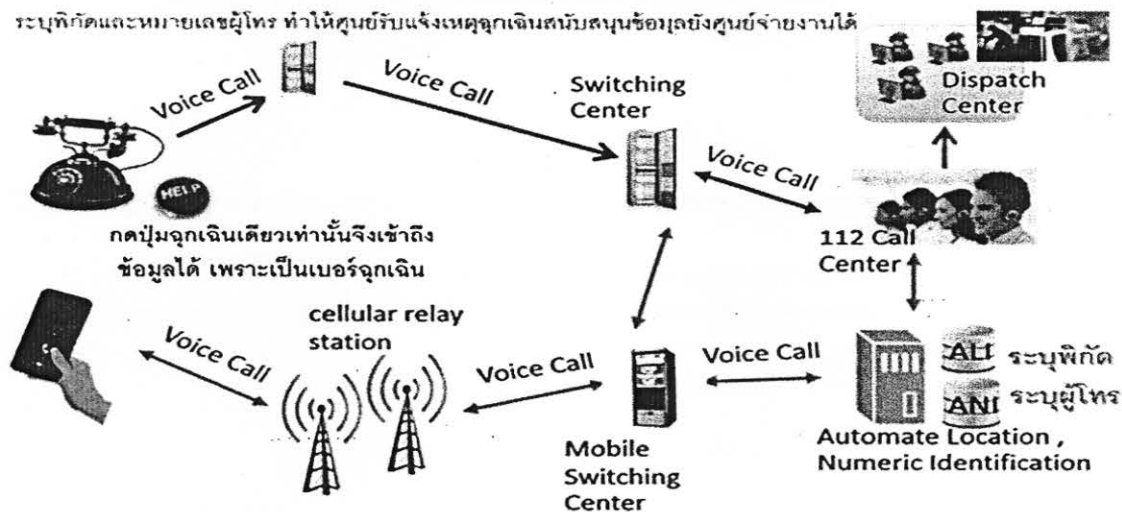 ระบุพิกัดและหมายเลขผู้โทร ทำให้ศูนย์รับแจ้งเหตุฉุกเฉินสนับสนุนข้อมูลยังศูนย์จ่ายงานได้
Voice Call
Voice Call
Switching
Center
Dispatch
Center
Voice Call
HELP
กดปุ่มฉุกเฉินเดียวเท่านั้นจึงเข้าถึง
ข้อมูลได้ เพราะเป็นเบอร์ฉุกเฉิน
112 Call
Center
cellular relay
station
Voice Call
Voice Call
Voice Call
ALI
ระบุพิกัด
ANI
ระบุผู้โทร
Mobile
Switching
Center
Automate Location ,
Numeric Identification